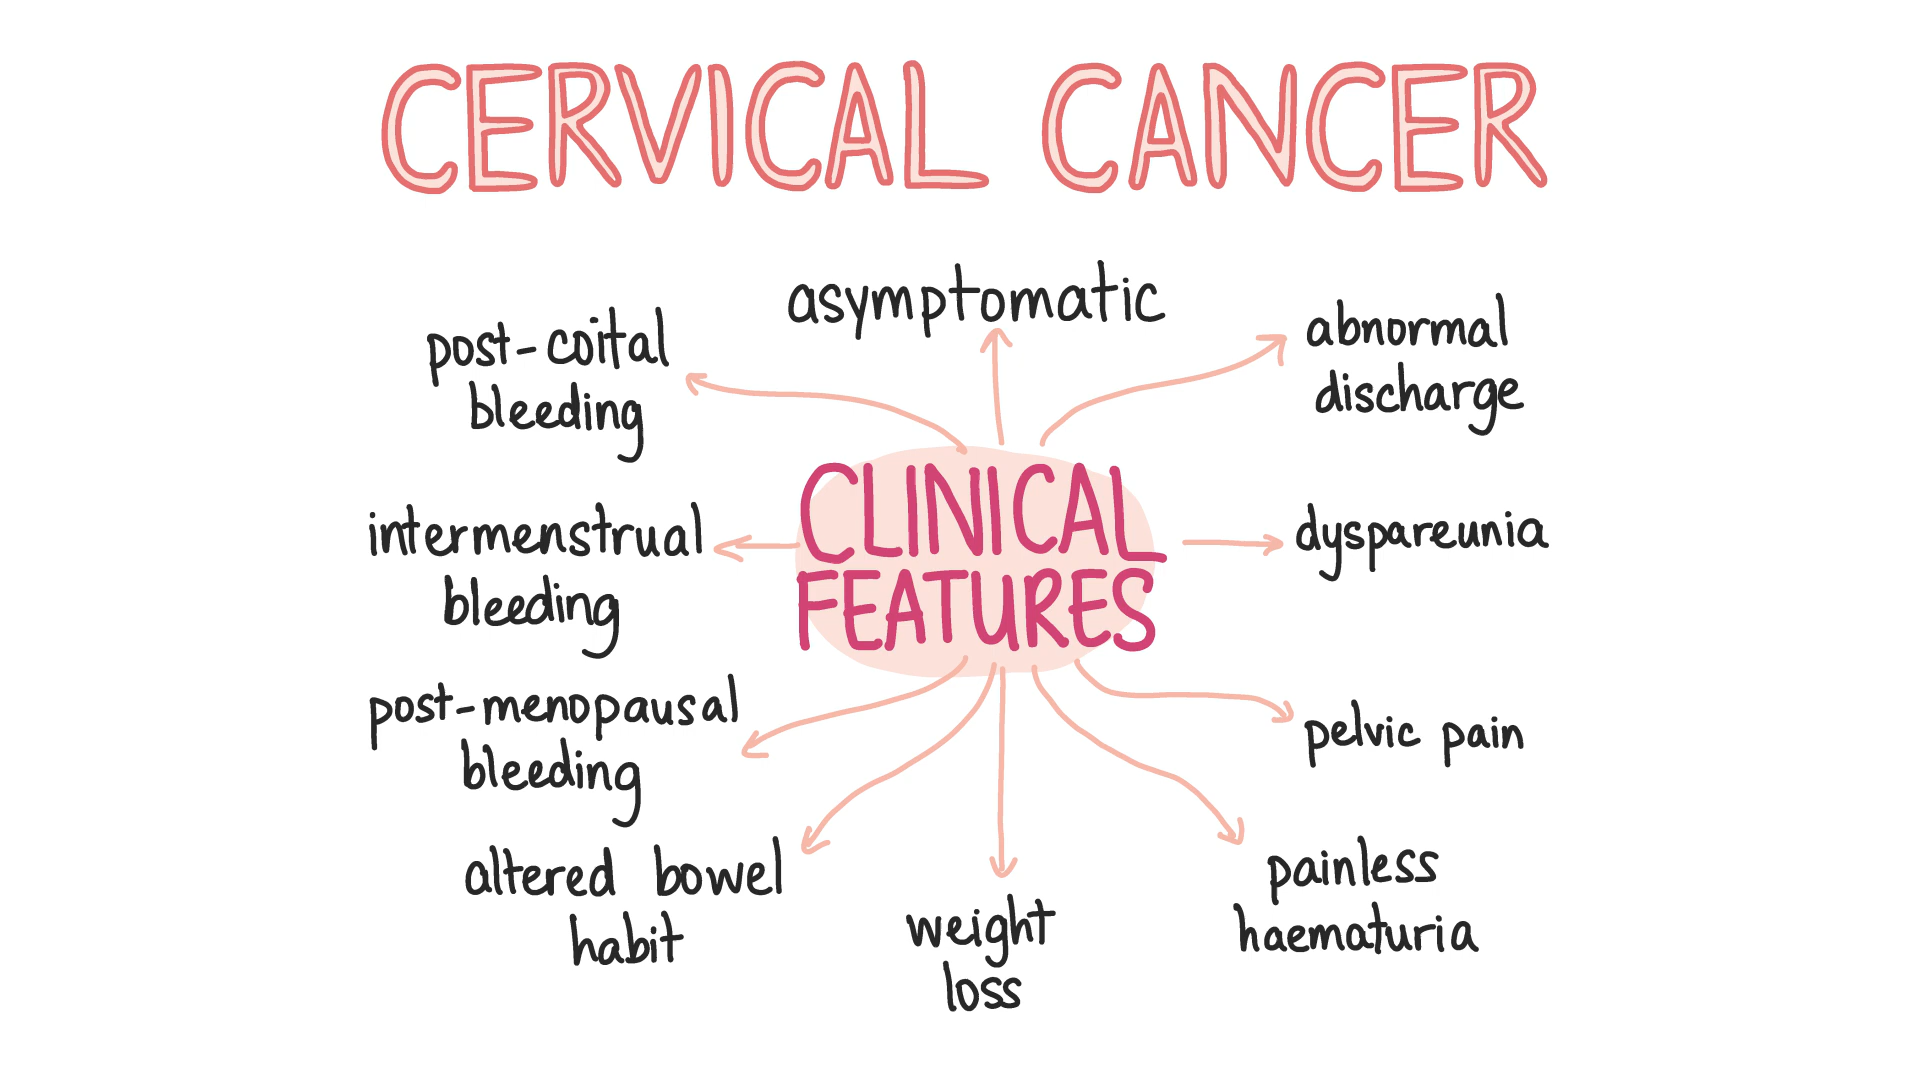 CERVICAL CANCER
asymptomatic
post-coital
bleeding
abnormal
discharge
CLINICAL
FEATURES
intermenstrual
bleeding
dyspareunia
post-menopausal
bleeding
pelvic pain
altered bowel
habit
weight
loss
painless
haematuria